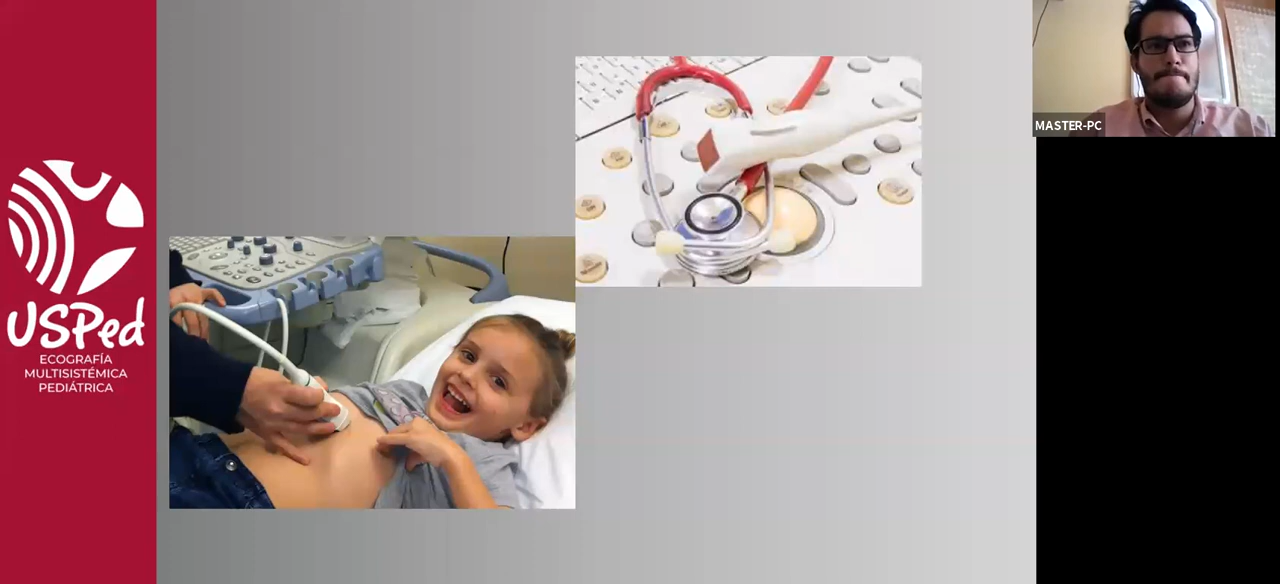 USPed
ECOGRAFÍA
MULTISISTÉMICA
PEDIÁTRICA
MASTER-PC